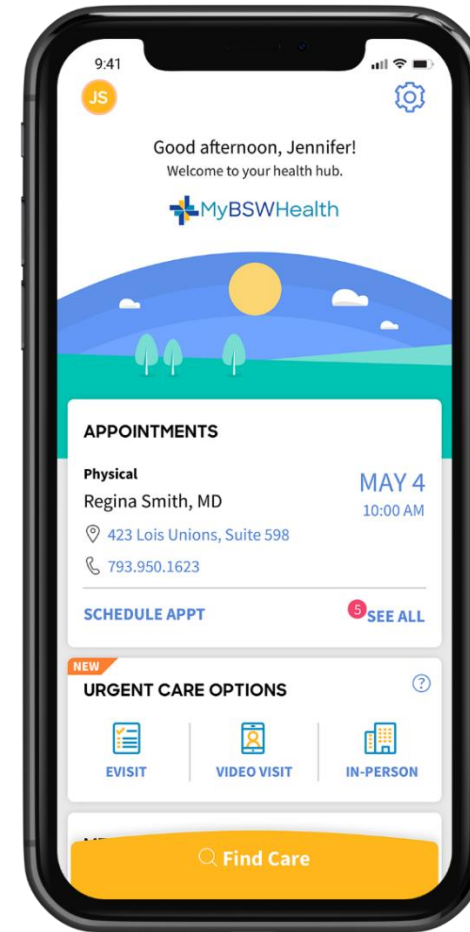 9:41
JS
Good afternoon, Jennifer!
Welcome to your health hub.
MyBSWHealth
APPOINTMENTS
Physical
Regina Smith, MD
MAY 4
10:00 AM
423 Lois Unions, Suite 598
793.950.1623
SCHEDULE APPT
5 SEE ALL
NEW
URGENT CARE OPTIONS
?
EVISIT
VIDEO VISIT
IN-PERSON
Find Care